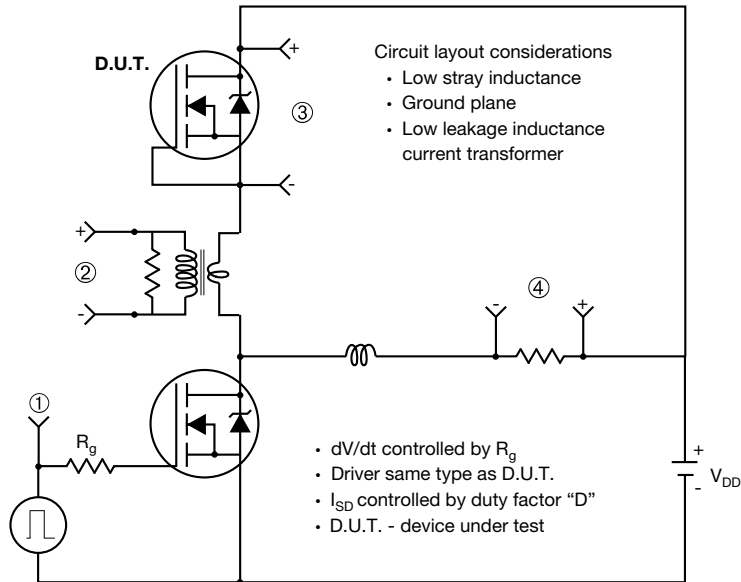 D.U.T.
+
③
-
Circuit layout considerations
• Low stray inductance
• Ground plane
• Low leakage inductance
current transformer
+
②
-
-
④
+
①
Rg
• dV/dt controlled by Rg
• Driver same type as D.U.T.
• ISD controlled by duty factor “D”
• D.U.T. - device under test
+
-
VDD